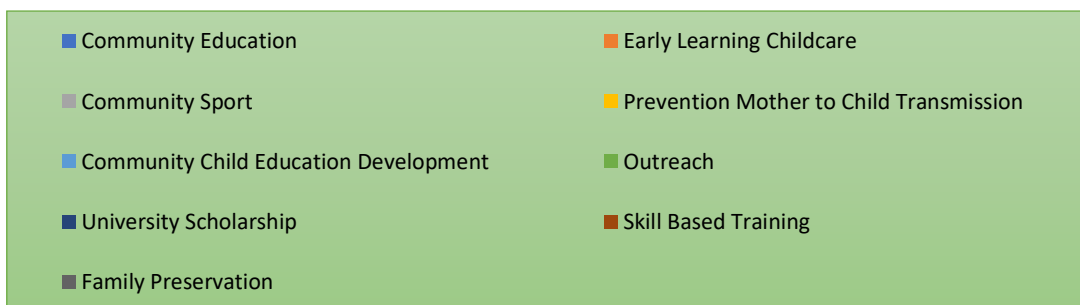 Community Education
Early Learning Childcare
Community Sport
Prevention Mother to Child Transmission
Community Child Education Development
Outreach
University Scholarship
Skill Based Training
Family Preservation